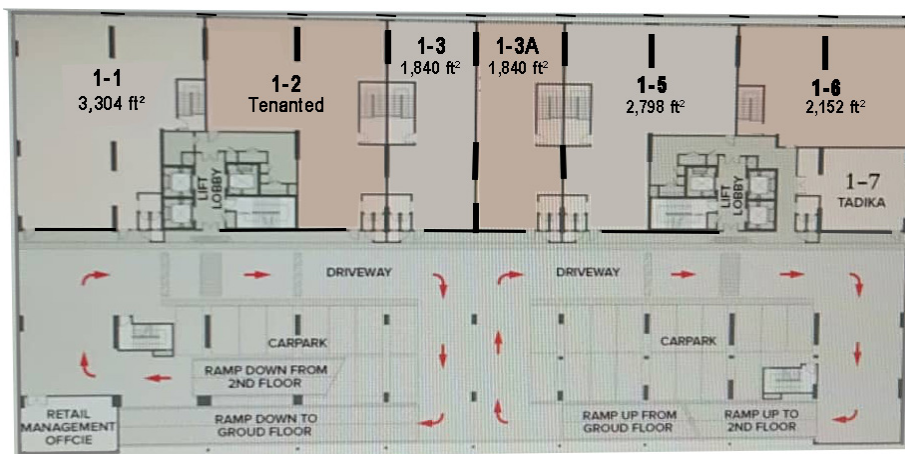 1-1
3,304 ft²
1-2
Tenanted
1-3
1,840 ft²
1-3A
1,840 ft²
1-5
2,798 ft²
1-6
2,152 ft²
1-7
TADIKA
LIFT
LOBBY
LIFT
LOBBY
DRIVEWAY
DRIVEWAY
CARPARK
CARPARK
RAMP DOWN FROM
2ND FLOOR
RETAIL
MANAGEMENT
OFFCIE
RAMP DOWN TO
GROUD FLOOR
RAMP UP FROM
GROUD FLOOR
RAMP UP TO
2ND FLOOR